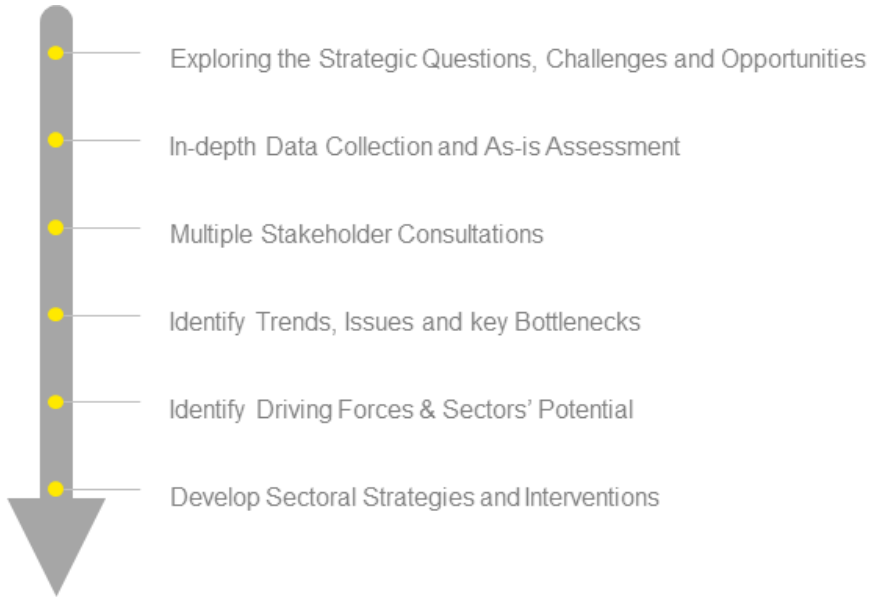 Exploring the Strategic Questions, Challenges and Opportunities
In-depth Data Collection and As-is Assessment
Multiple Stakeholder Consultations
Identify Trends, Issues and key Bottlenecks
Identify Driving Forces & Sectors’ Potential
Develop Sectoral Strategies and Interventions